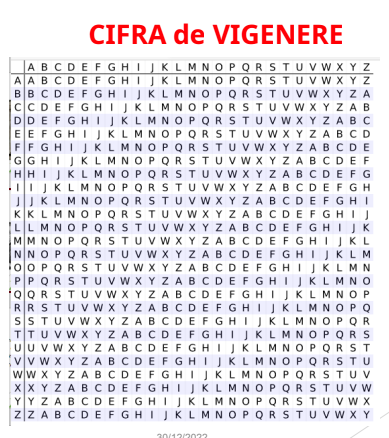 CIFRA de VIGENERE
A B C D E F G H I J K L M N O P Q R S T U V W X Y Z
A A B C D E F G H I J K L M N O P Q R S T U V W X Y Z
B B C D E F G H I J K L M N O P Q R S T U V W X Y Z A
C C D E F G H I J K L M N O P Q R S T U V W X Y Z A B
D D E F G H I J K L M N O P Q R S T U V W X Y Z A B C
E E F G H I J K L M N O P Q R S T U V W X Y Z A B C D
F F G H I J K L M N O P Q R S T U V W X Y Z A B C D E
G G H I J K L M N O P Q R S T U V W X Y Z A B C D E F
H H I J K L M N O P Q R S T U V W X Y Z A B C D E F G
I I J K L M N O P Q R S T U V W X Y Z A B C D E F G H
J J K L M N O P Q R S T U V W X Y Z A B C D E F G H I
K K L M N O P Q R S T U V W X Y Z A B C D E F G H I J
L L M N O P Q R S T U V W X Y Z A B C D E F G H I J K
M M N O P Q R S T U V W X Y Z A B C D E F G H I J K L
N N O P Q R S T U V W X Y Z A B C D E F G H I J K L M
O O P Q R S T U V W X Y Z A B C D E F G H I J K L M N
P P Q R S T U V W X Y Z A B C D E F G H I J K L M N O
Q Q R S T U V W X Y Z A B C D E F G H I J K L M N O P
R R S T U V W X Y Z A B C D E F G H I J K L M N O P Q
S S T U V W X Y Z A B C D E F G H I J K L M N O P Q R
T T U V W X Y Z A B C D E F G H I J K L M N O P Q R S
U U V W X Y Z A B C D E F G H I J K L M N O P Q R S T
V V W X Y Z A B C D E F G H I J K L M N O P Q R S T U
W W X Y Z A B C D E F G H I J K L M N O P Q R S T U V
X X Y Z A B C D E F G H I J K L M N O P Q R S T U V W
Y Y Z A B C D E F G H I J K L M N O P Q R S T U V W X
Z Z A B C D E F G H I J K L M N O P Q R S T U V W X Y
30/12/2022